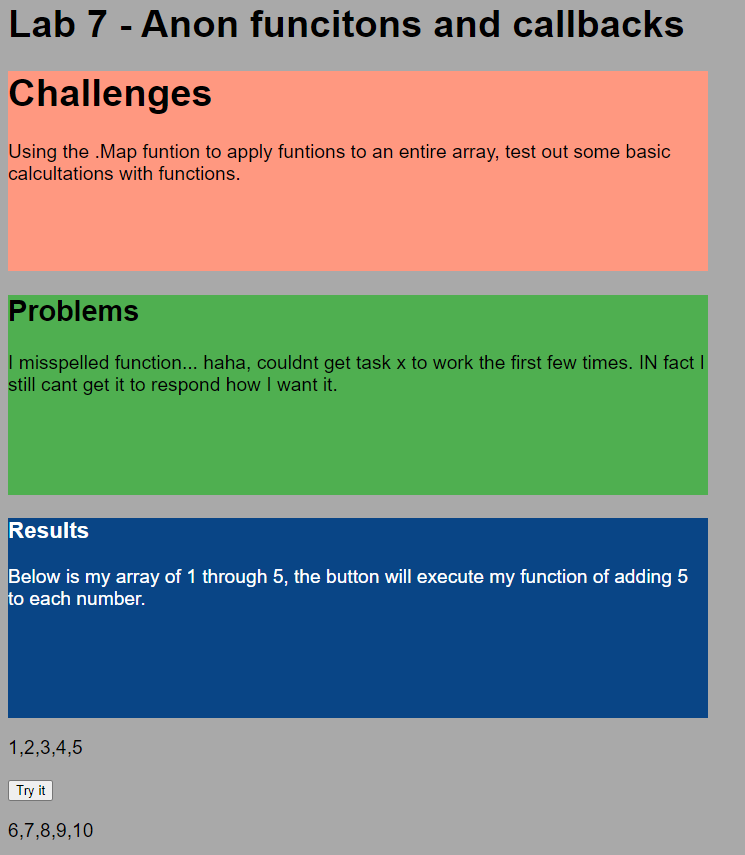 Lab 7 - Anon funcitons and callbacks
Challenges
Using the .Map funtion to apply funtions to an entire array, test out some basic
calcultations with functions.
Problems
I misspelled function... haha, couldnt get task x to work the first few times. IN fact I
still cant get it to respond how I want it.
Results
Below is my array of 1 through 5, the button will execute my function of adding 5
to each number.
1,2,3,4,5
Try it
6,7,8,9,10